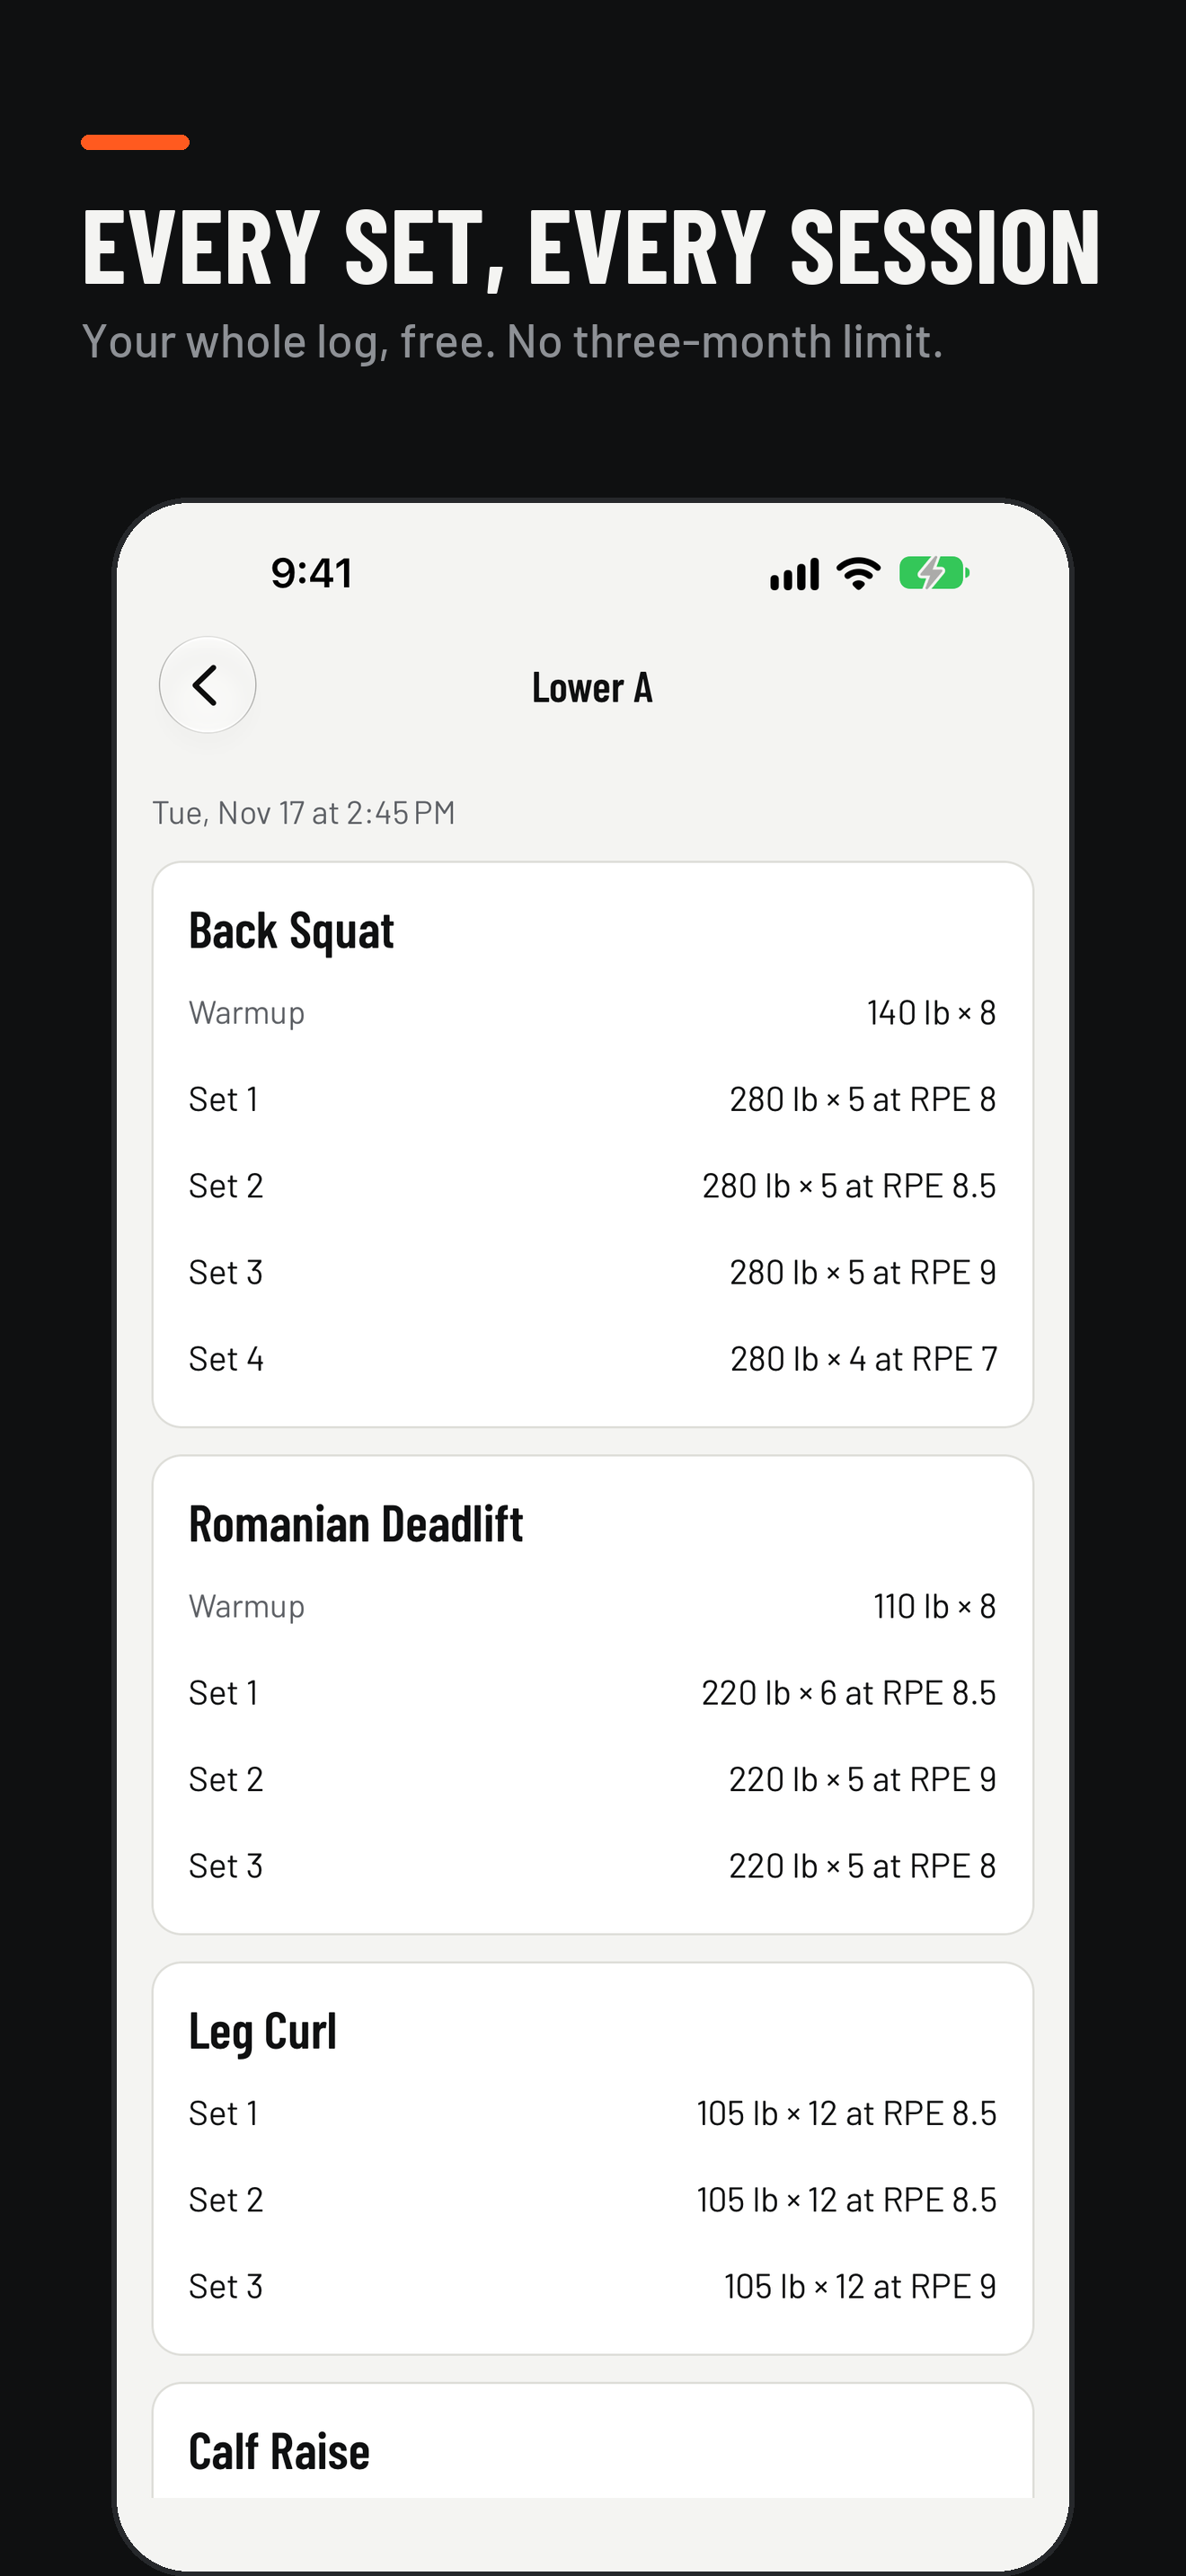 EVERY SET, EVERY SESSION
Your whole log, free. No three-month limit.
9:41
Lower A
Tue, Nov 17 at 2:45 PM
Back Squat
Warmup 140 lb × 8
Set 1 280 lb × 5 at RPE 8
Set 2 280 lb × 5 at RPE 8.5
Set 3 280 lb × 5 at RPE 9
Set 4 280 lb × 4 at RPE 7
Romanian Deadlift
Warmup 110 lb × 8
Set 1 220 lb × 6 at RPE 8.5
Set 2 220 lb × 5 at RPE 9
Set 3 220 lb × 5 at RPE 8
Leg Curl
Set 1 105 lb × 12 at RPE 8.5
Set 2 105 lb × 12 at RPE 8.5
Set 3 105 lb × 12 at RPE 9
Calf Raise